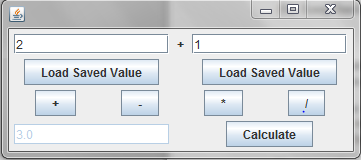 2 + 1
Load Saved Value Load Saved Value
+ - * /
3.0 Calculate